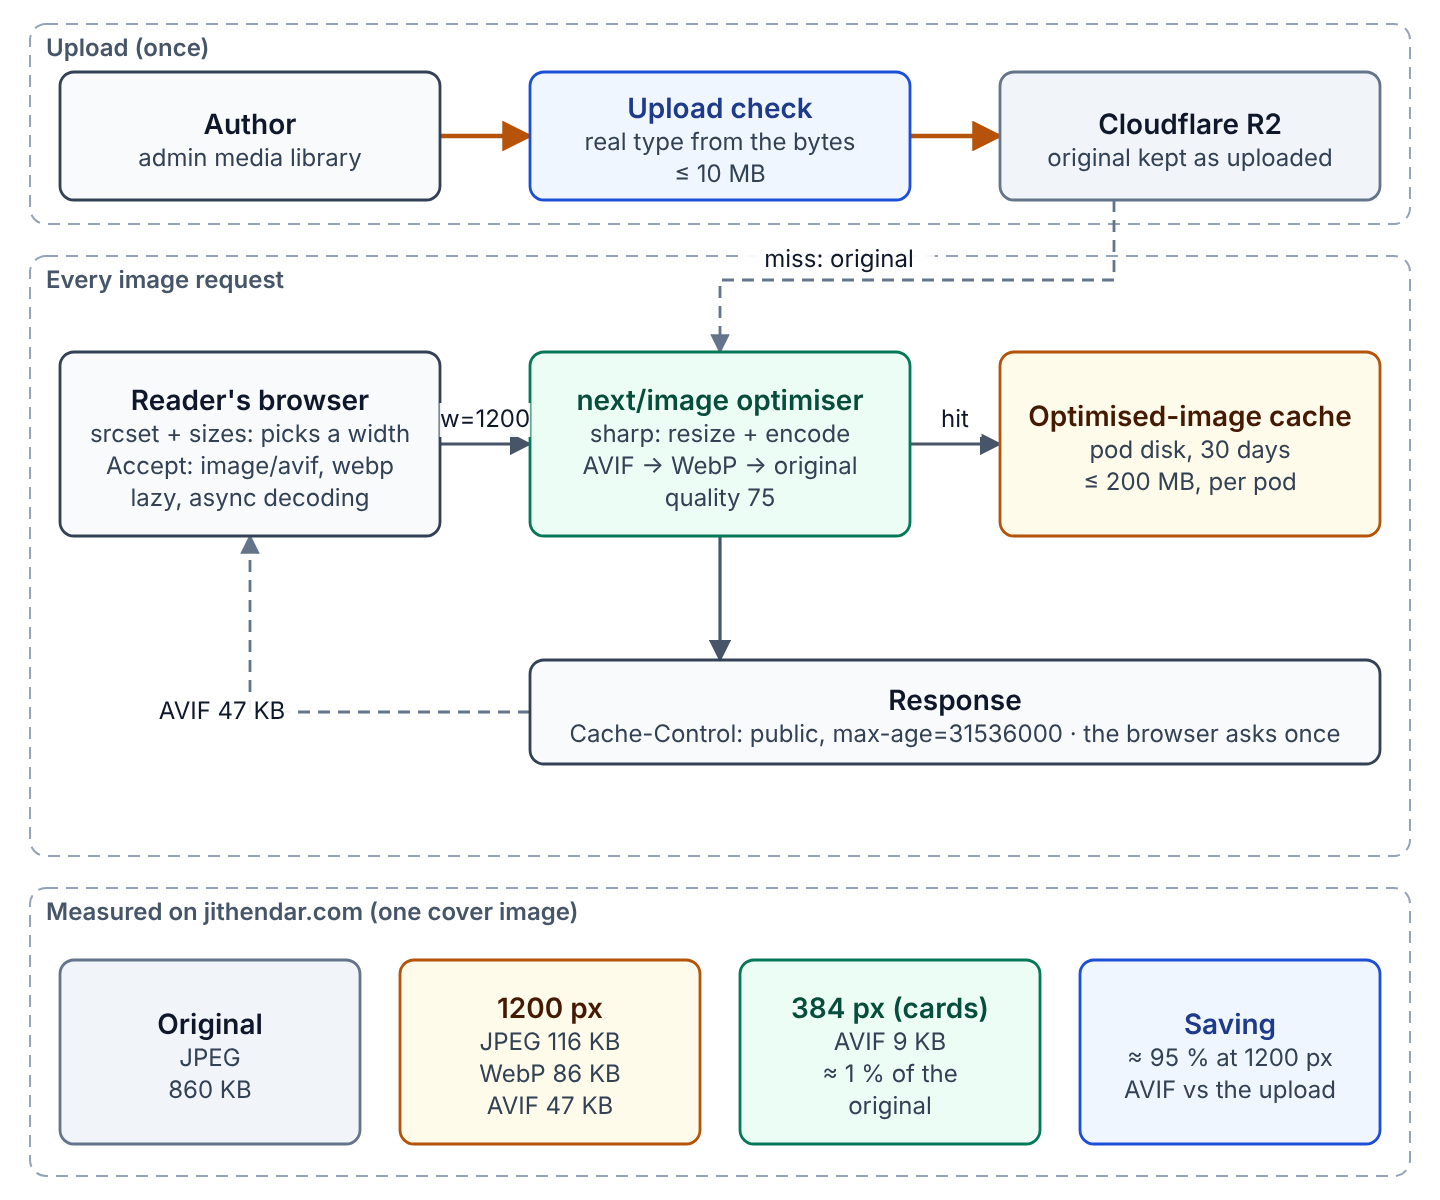 Upload (once)
Author
admin media library
Upload check
real type from the bytes
≤ 10 MB
Cloudflare R2
original kept as uploaded
miss: original
Every image request
Reader's browser
srcset + sizes: picks a width
Accept: image/avif, webp
lazy, async decoding
w=1200
next/image optimiser
sharp: resize + encode
AVIF → WebP → original
quality 75
hit
Optimised-image cache
pod disk, 30 days
≤ 200 MB, per pod
AVIF 47 KB
Response
Cache-Control: public, max-age=31536000 · the browser asks once
Measured on jithendar.com (one cover image)
Original
JPEG
860 KB
1200 px
JPEG 116 KB
WebP 86 KB
AVIF 47 KB
384 px (cards)
AVIF 9 KB
≈ 1 % of the
original
Saving
≈ 95 % at 1200 px
AVIF vs the upload